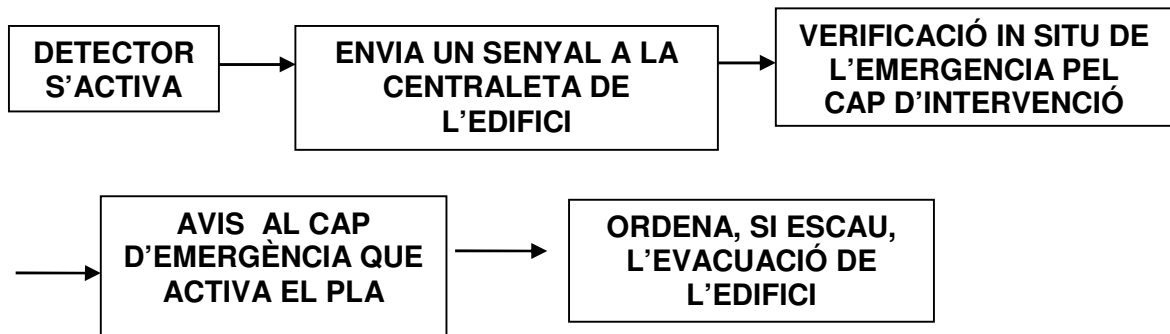 DETECTOR
S’ACTIVA
ENVIA UN SENYAL A LA
CENTRALETA DE
L’EDIFICI
VERIFICACIÓ IN SITU DE
L’EMERGENCIA PEL
CAP D’INTERVENCIÓ
AVIS AL CAP
D’EMERGÈNCIA QUE
ACTIVA EL PLA
ORDENA, SI ESCAU,
L’EVACUACIÓ DE
L’EDIFICI